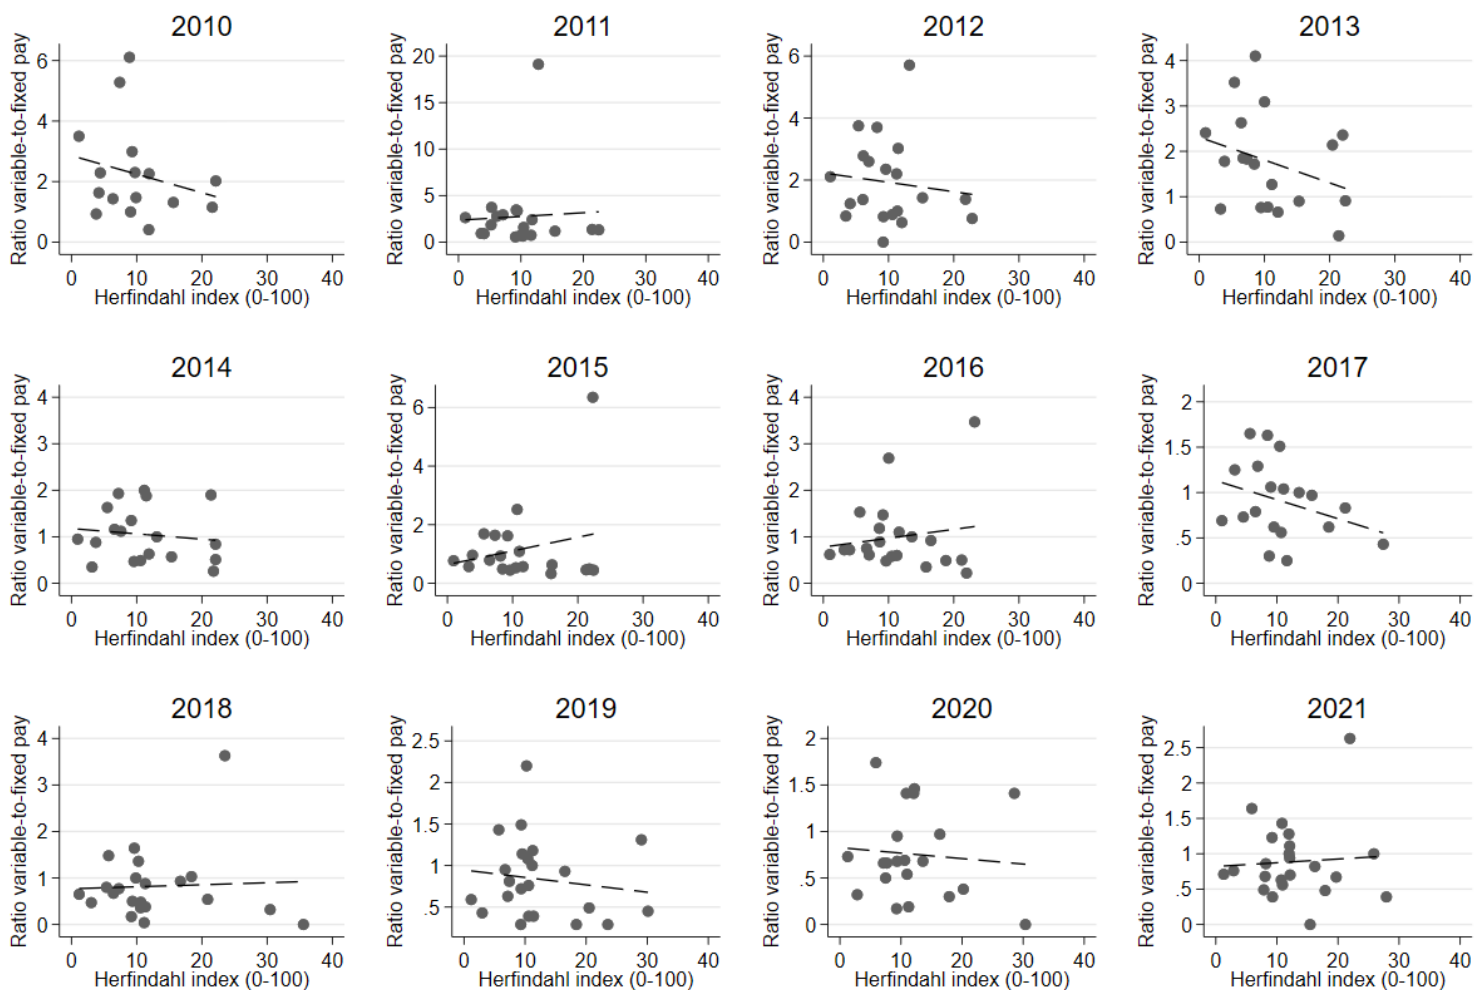 2010 2011 2012 2013
Ratio variable-to-fixed pay Ratio variable-to-fixed pay Ratio variable-to-fixed pay Ratio variable-to-fixed pay
6 20 6 4
4 15 4 3
2 10 2 2
0 5 0 1
0 0
0 10 20 30 40 0 10 20 30 40 0 10 20 30 40 0 10 20 30 40
Herfindahl index (0-100) Herfindahl index (0-100) Herfindahl index (0-100) Herfindahl index (0-100)
2014 2015 2016 2017
Ratio variable-to-fixed pay Ratio variable-to-fixed pay Ratio variable-to-fixed pay Ratio variable-to-fixed pay
4 6 4 2
3 4 3 1.5
2 2 2 1
1 0 1 .5
0 0 0
0 10 20 30 40 0 10 20 30 40 0 10 20 30 40 0 10 20 30 40
Herfindahl index (0-100) Herfindahl index (0-100) Herfindahl index (0-100) Herfindahl index (0-100)
2018 2019 2020 2021
Ratio variable-to-fixed pay Ratio variable-to-fixed pay Ratio variable-to-fixed pay Ratio variable-to-fixed pay
4 2.5 2 2.5
3 2 1.5 2
2 1.5 1 1.5
1 1 .5 1
0 .5 0 .5
0
0 10 20 30 40 0 10 20 30 40 0 10 20 30 40 0 10 20 30 40
Herfindahl index (0-100) Herfindahl index (0-100) Herfindahl index (0-100) Herfindahl index (0-100)